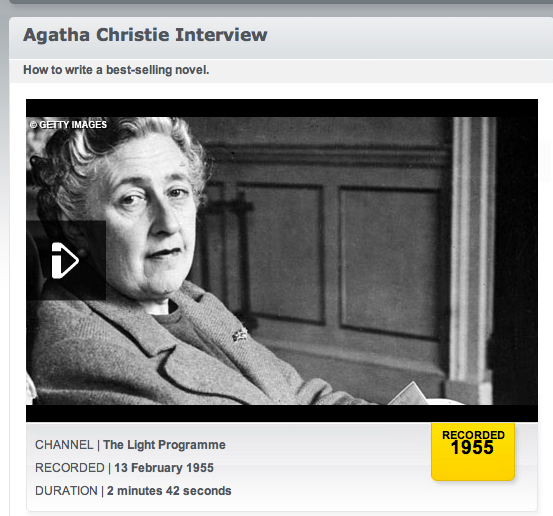 Agatha Christie Interview
How to write a best-selling novel.
© GETTY IMAGES
CHANNEL | The Light Programme
RECORDED | 13 February 1955
DURATION | 2 minutes 42 seconds
RECORDED
1955